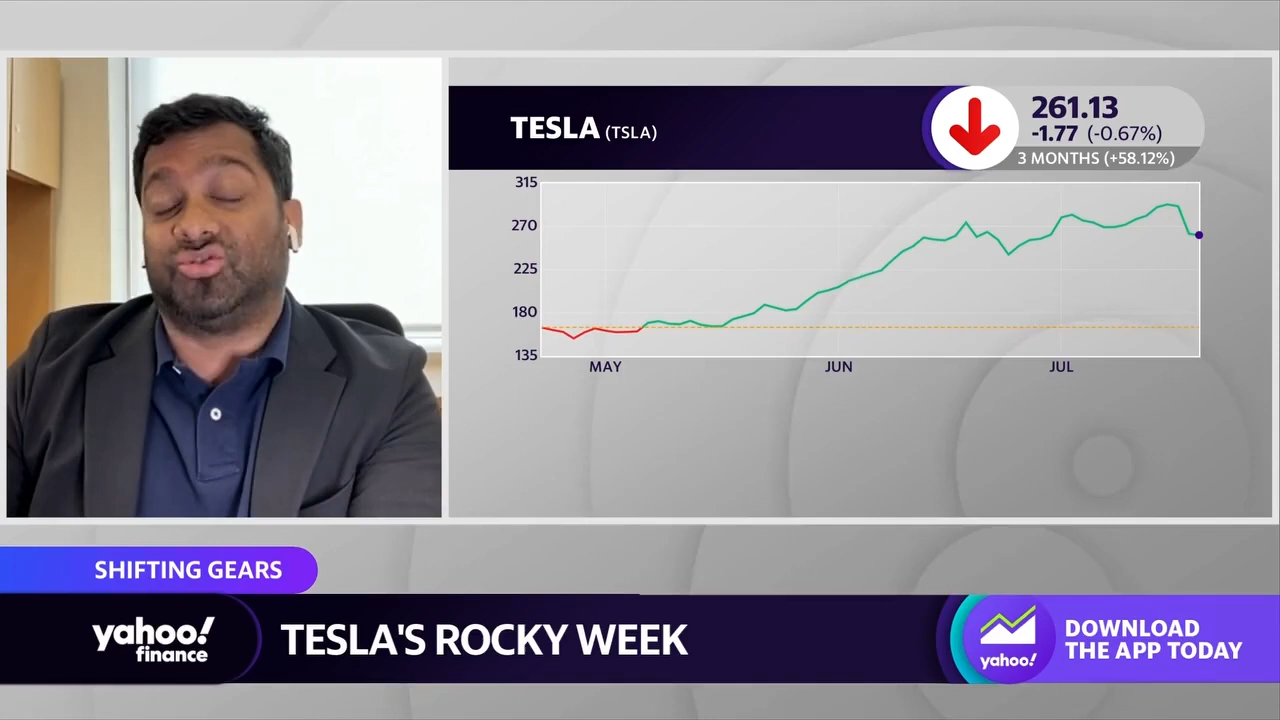 TESLA (TSLA)
261.13
-1.77 (-0.67%)
3 MONTHS (+58.12%)
315
270
225
180
135
MAY JUN JUL
SHIFTING GEARS
yahoo!
finance
TESLA'S ROCKY WEEK
yahoo!
DOWNLOAD
THE APP TODAY